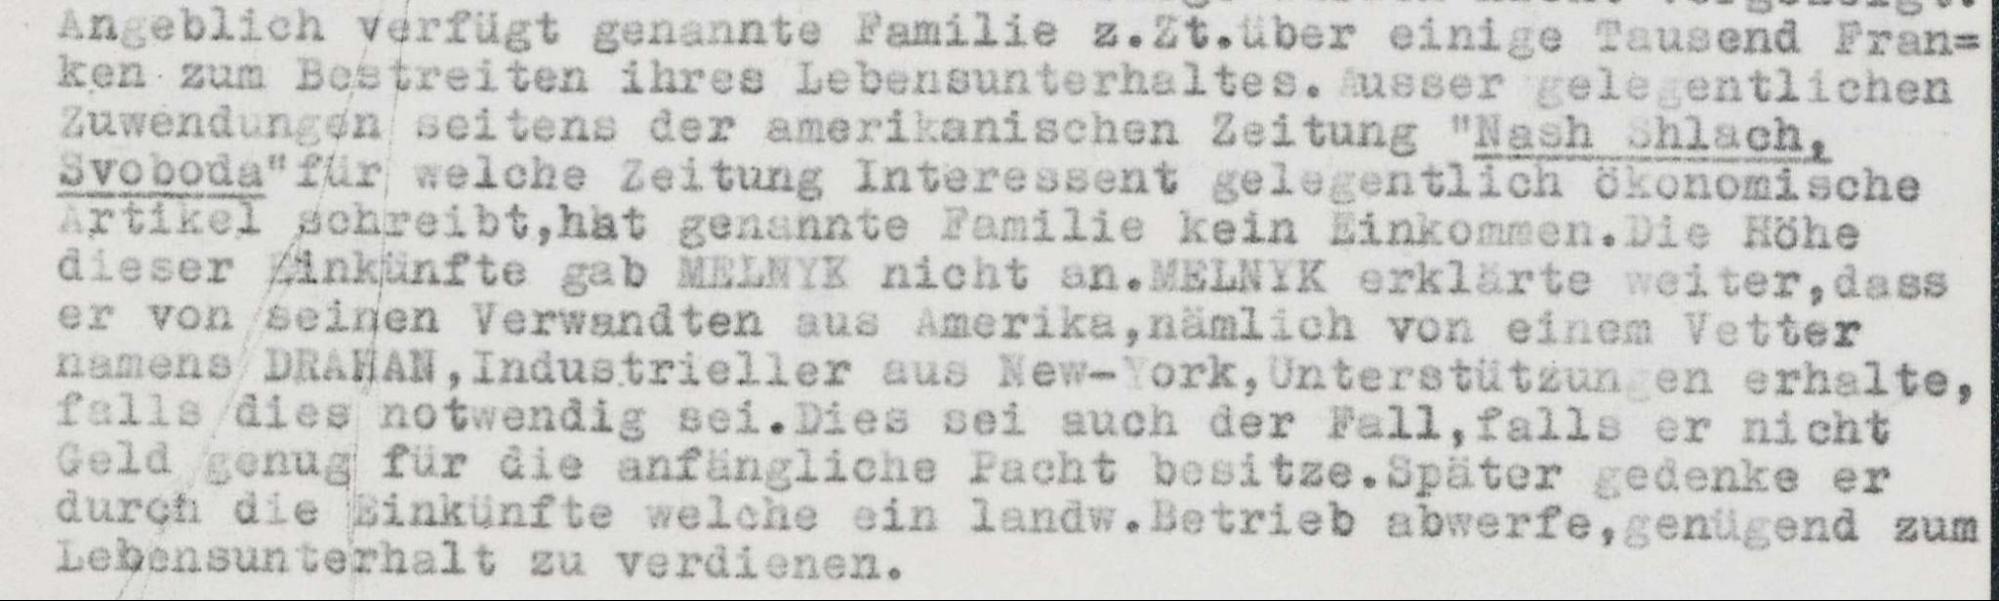 Angeblich verfügt genannte Familie z.Zt.über einige Tausend Fran=
ken zum Bestreiten ihres Lebensunterhaltes. Ausser gelegentlichen
Zuwendungen seitens der amerikanischen Zeitung "Nash Shlach,
Svoboda"für welche Zeitung Interessent gelegentlich ökonomische
Artikel schreibt,hat genannte Familie kein Einkommen.Die Höhe
dieser Einkünfte gab MELNYK nicht an.MELNYK erklärte weiter,dass
er von seinen Verwandten aus Amerika,nämlich von einem Vetter
namens DRAHAN,Industrieller aus New-York,Unterstützungen erhalte,
falls dies notwendig sei.Dies sei auch der Fall,falls er nicht
Geld genug für die anfängliche Pacht besitze.Später gedenke er
durch die Einkünfte welche ein landw.Betrieb abwerfe,genügend zum
Lebensunterhalt zu verdienen.